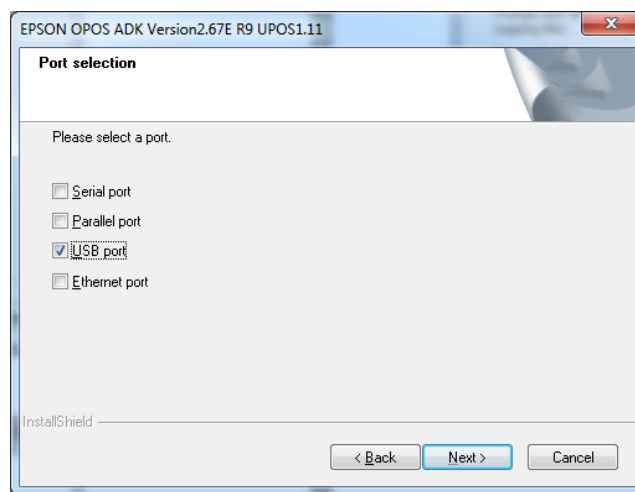 EPSON OPOS ADK Version2.67E R9 UPOS1.11
Port selection
Please select a port.
Serial port
Parallel port
USB port
Ethernet port
InstallShield
< Back Next > Cancel